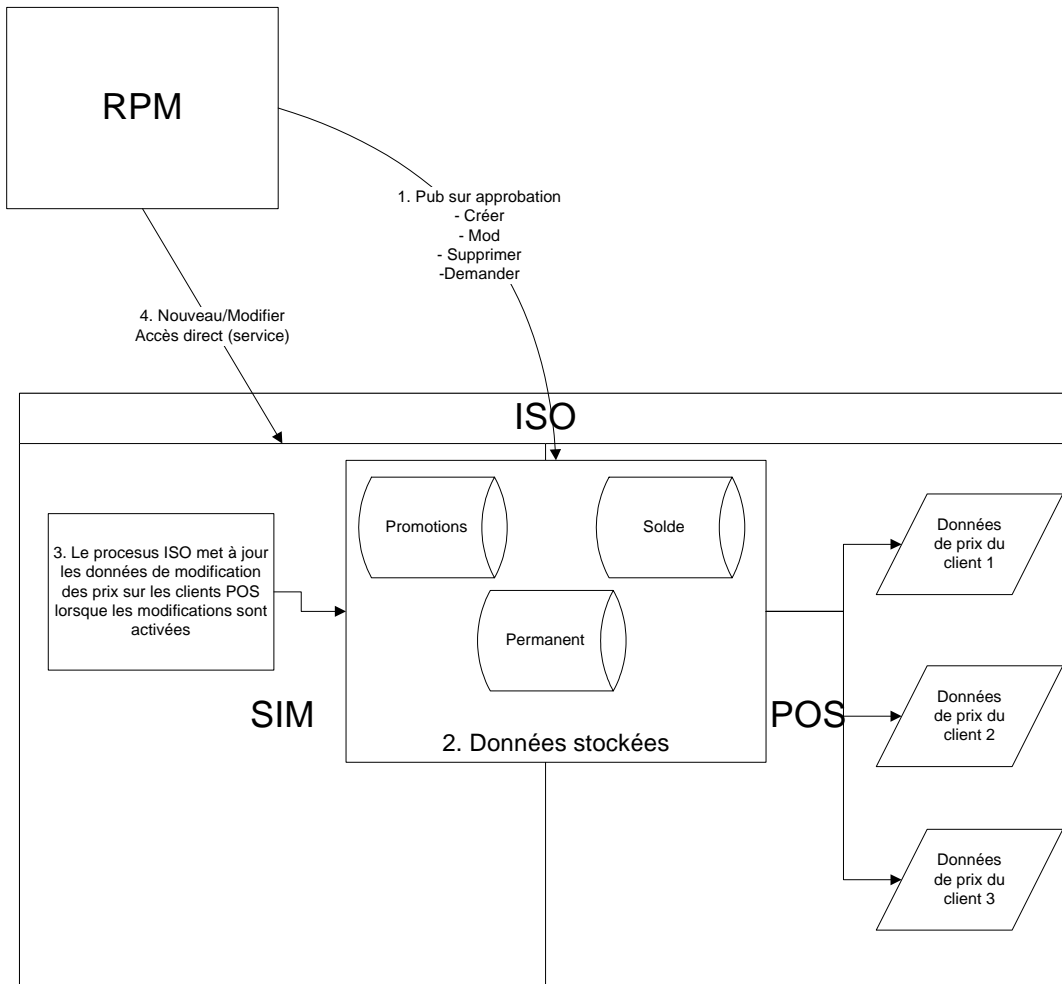 RPM
1. Pub sur approbation
- Créer
- Mod
- Supprimer
-Demander
4. Nouveau/Modifier
Accès direct (service)
ISO
Promotions
Solde
Permanent
2. Données stockées
3. Le procesus ISO met à jour
les données de modification
des prix sur les clients POS
lorsque les modifications sont
activées
SIM
POS
Données
de prix du
client 1
Données
de prix du
client 2
Données
de prix du
client 3